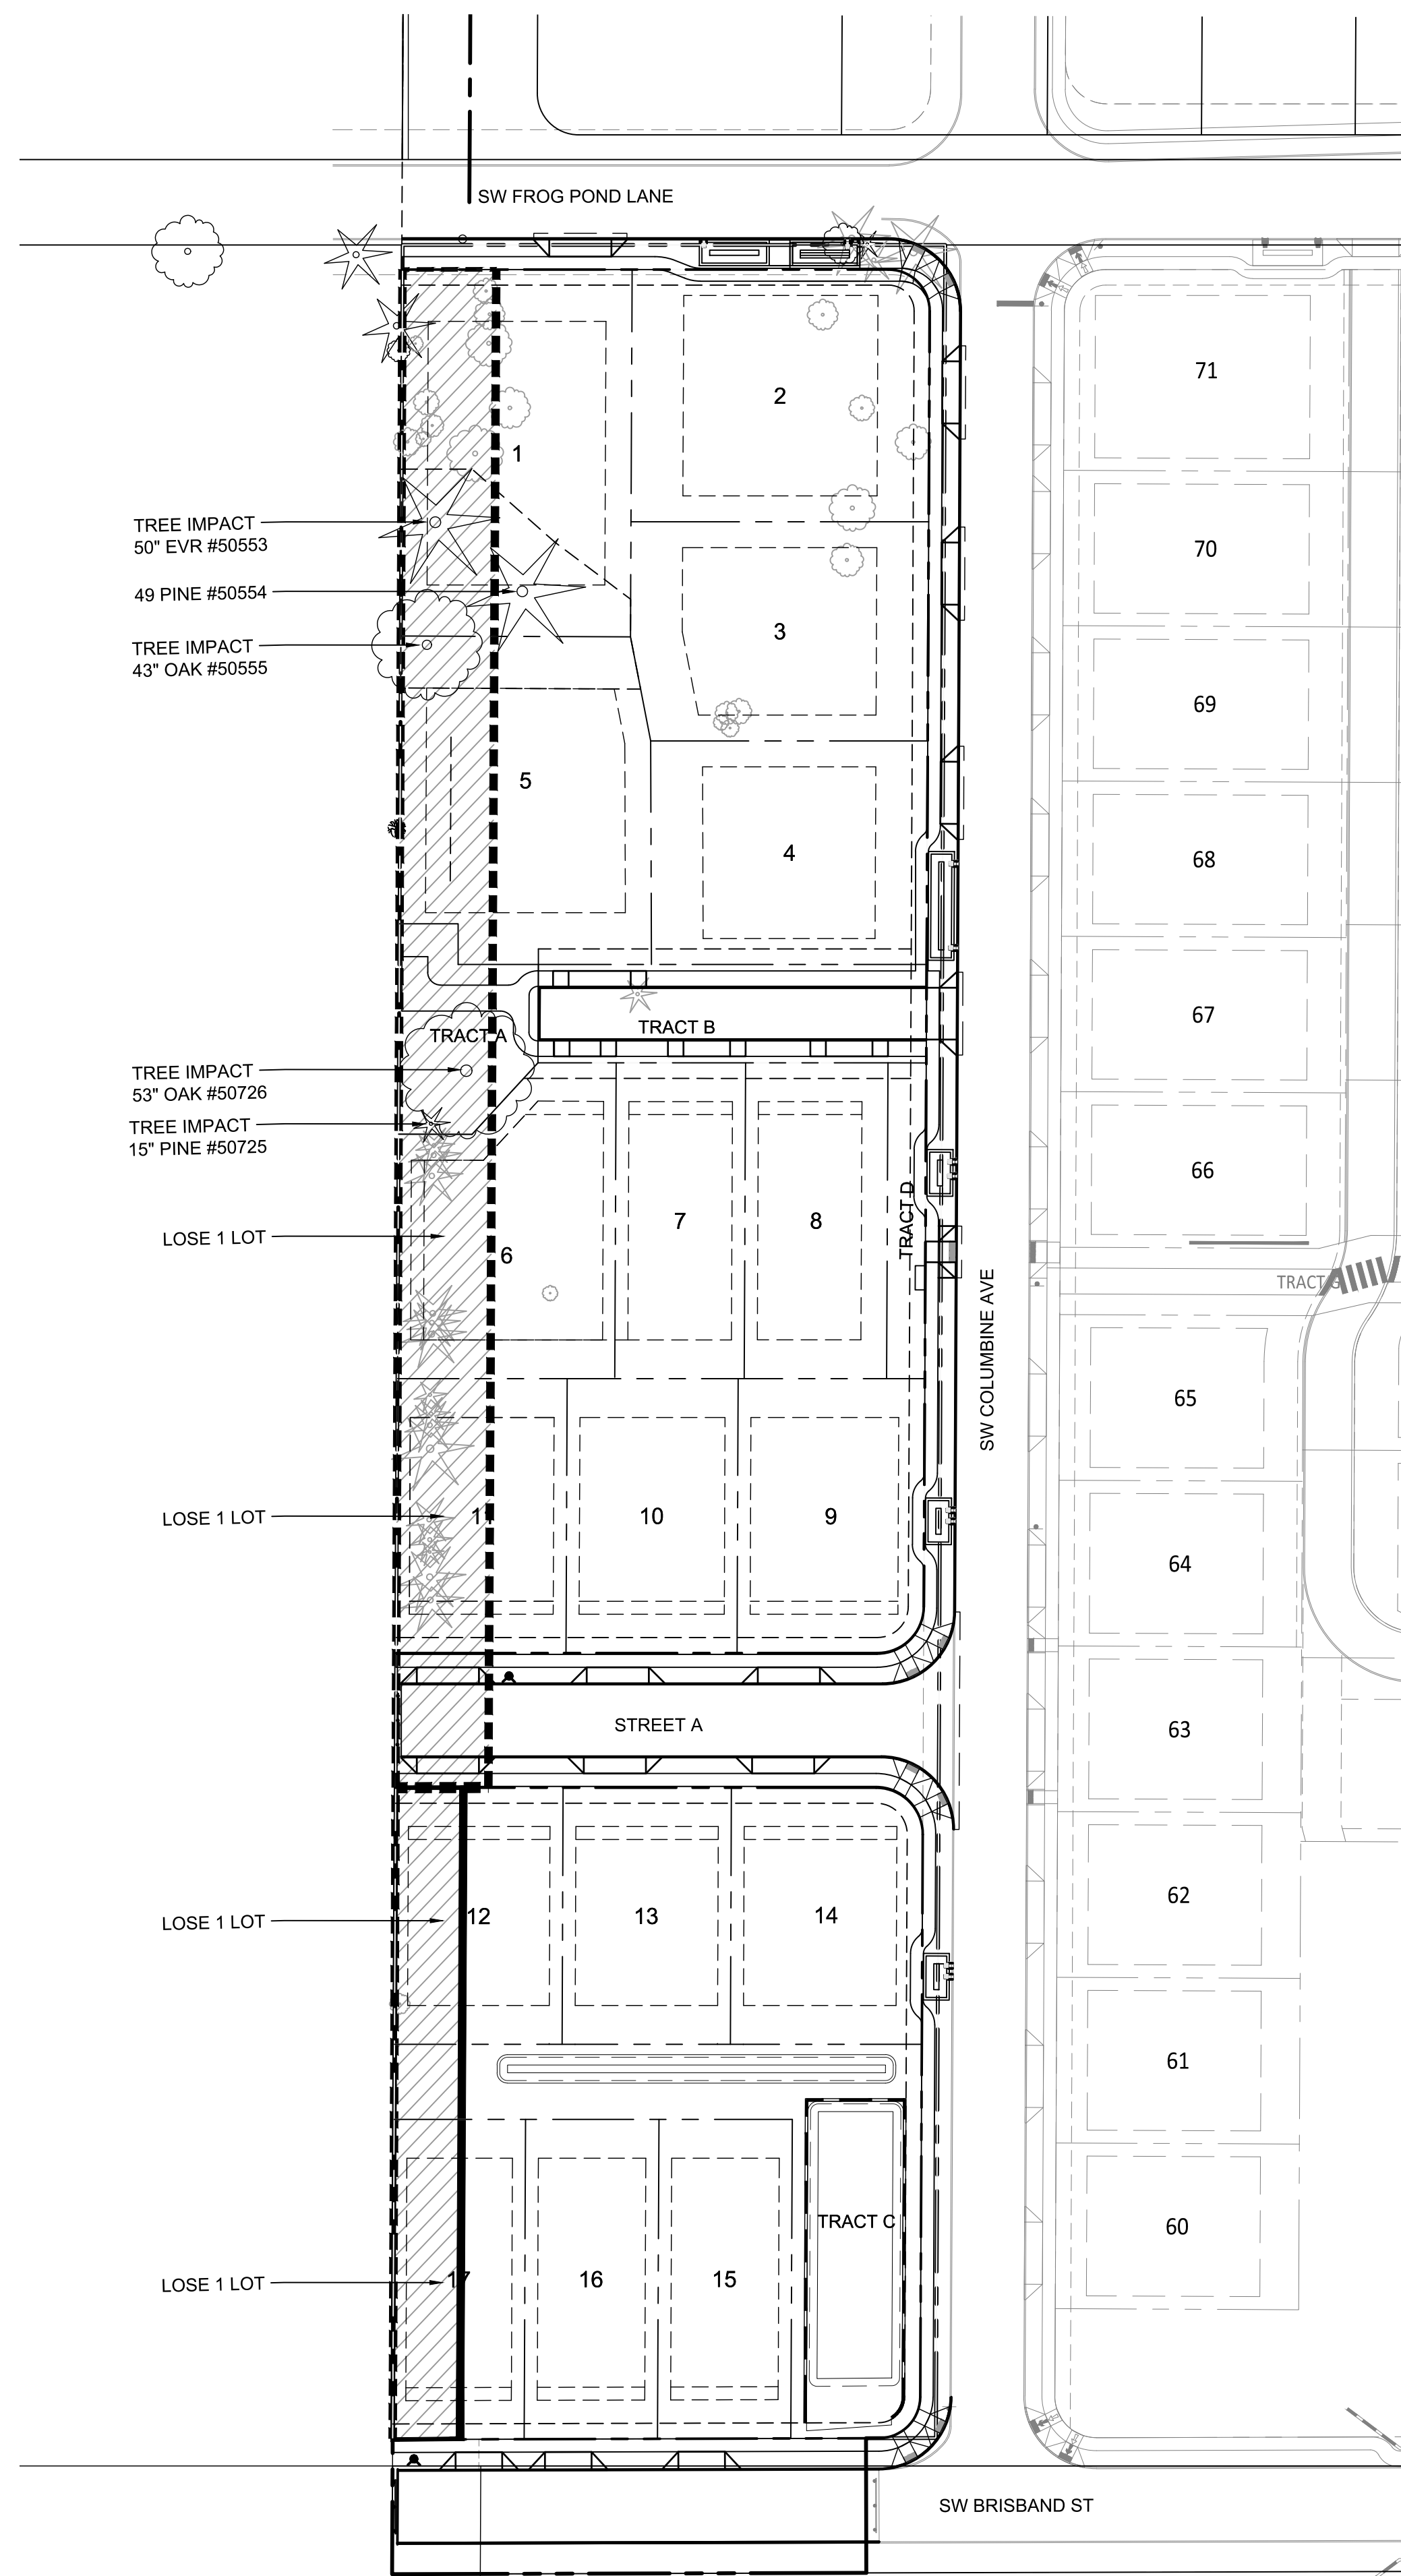 SW FROG POND LANE
71
2
1
TREE IMPACT
50" EVR #50553
70
49 PINE #50554
3
TREE IMPACT
43" OAK #50555
69
5
4
68
67
TRACT B
TRACT A
TREE IMPACT
53" OAK #50726
TREE IMPACT
15" PINE #50725
66
7
8
TRACT D
LOSE 1 LOT
6
TRACT G
SW COLUMBINE AVE
65
LOSE 1 LOT
11
10
9
64
STREET A
63
62
LOSE 1 LOT
12
13
14
61
TRACT C
60
LOSE 1 LOT
17
16
15
SW BRISBAND ST